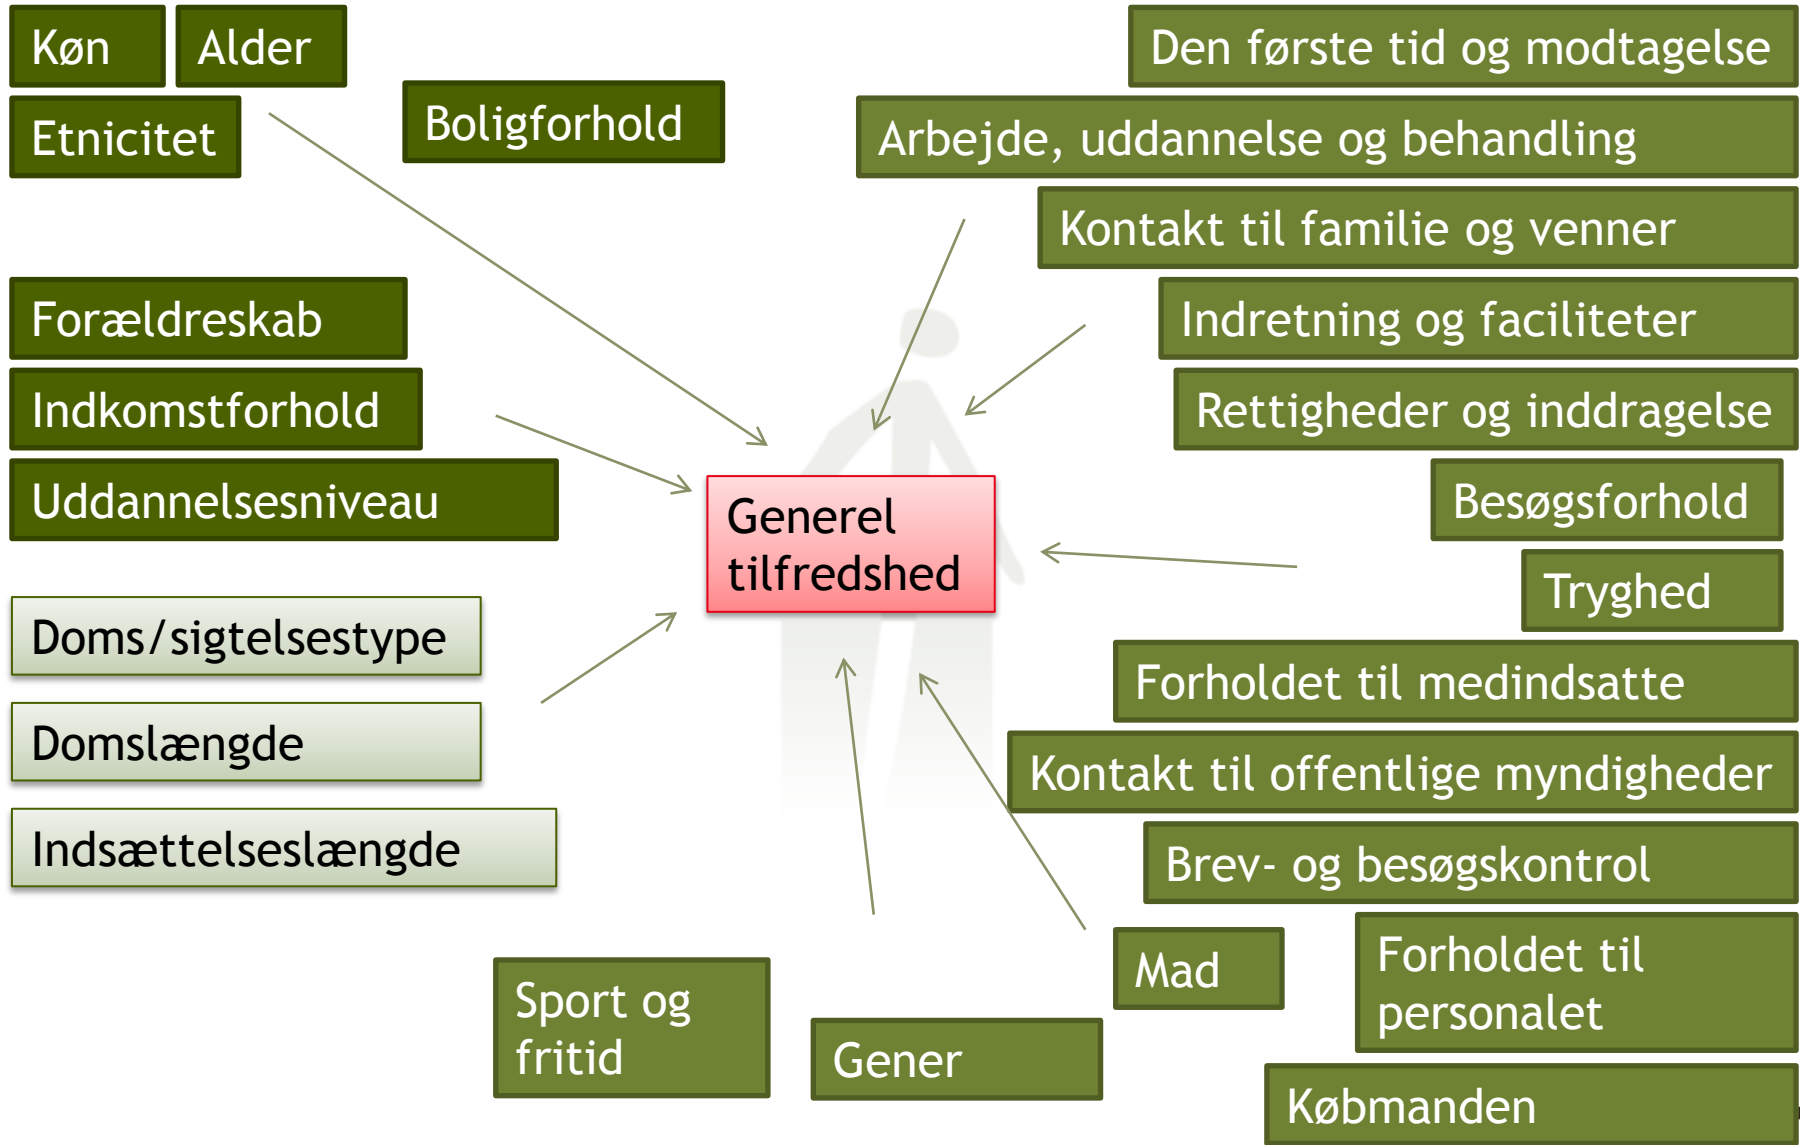 Køn
Alder
Etnicitet
Boligforhold
Forældreskab
Indkomstforhold
Uddannelsesniveau
Doms/sigtelsestype
Domslængde
Indsættelseslængde
Generel
tilfredshed
Den første tid og modtagelse
Arbejde, uddannelse og behandling
Kontakt til familie og venner
Indretning og faciliteter
Rettigheder og inddragelse
Besøgsforhold
Tryghed
Forholdet til medindsatte
Kontakt til offentlige myndigheder
Brev- og besøgskontrol
Mad
Forholdet til
personalet
Sport og
fritid
Gener
Købmanden